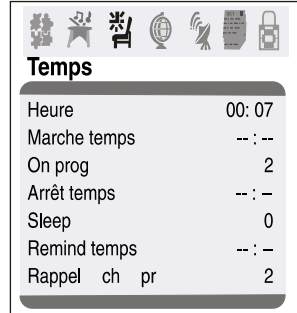 Temps
Heure 00: 07
Marche temps -- : --
On prog 2
Arrêt temps -- : –
Sleep 0
Remind temps -- : –
Rappel ch pr 2